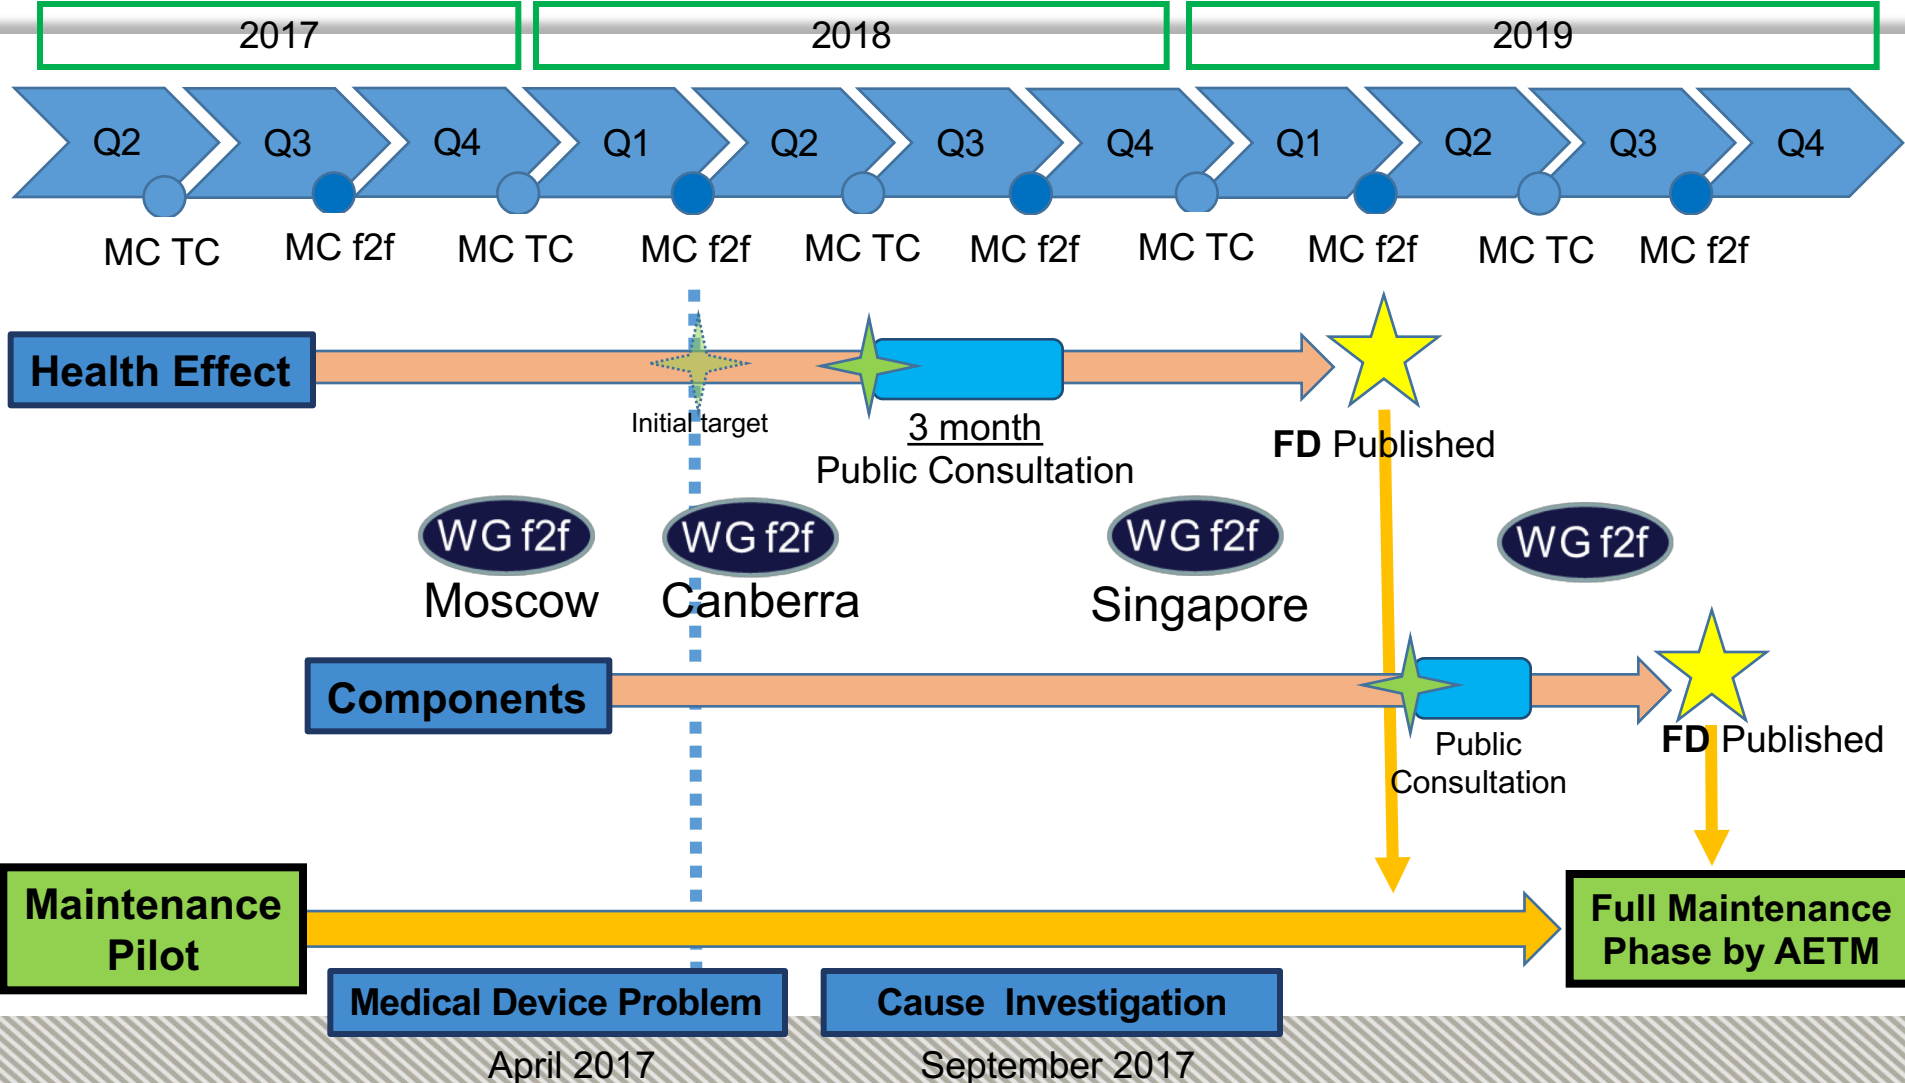 2017
2018
2019
Q2
Q3
Q4
Q1
Q2
Q3
Q4
Q1
Q2
Q3
Q4
MC TC
MC f2f
MC TC
MC f2f
MC TC
MC f2f
MC TC
MC f2f
MC TC
MC f2f
Health Effect
Initial target
3 month
Public Consultation
FD Published
WG f2f
Moscow
WG f2f
Canberra
WG f2f
Singapore
WG f2f
Components
Public
Consultation
FD Published
Maintenance
Pilot
Full Maintenance
Phase by AETM
Medical Device Problem
April 2017
Cause Investigation
September 2017